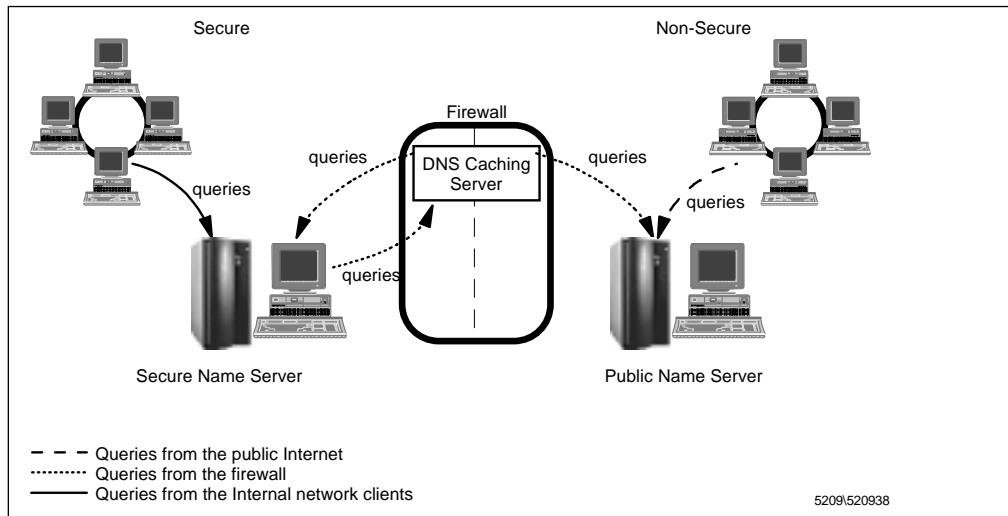 Secure
Non-Secure
Firewall
queries
DNS Caching
Server
queries
queries
queries
queries
Secure Name Server
Public Name Server
Queries from the public Internet
Queries from the firewall
Queries from the Internal network clients
5209\520938